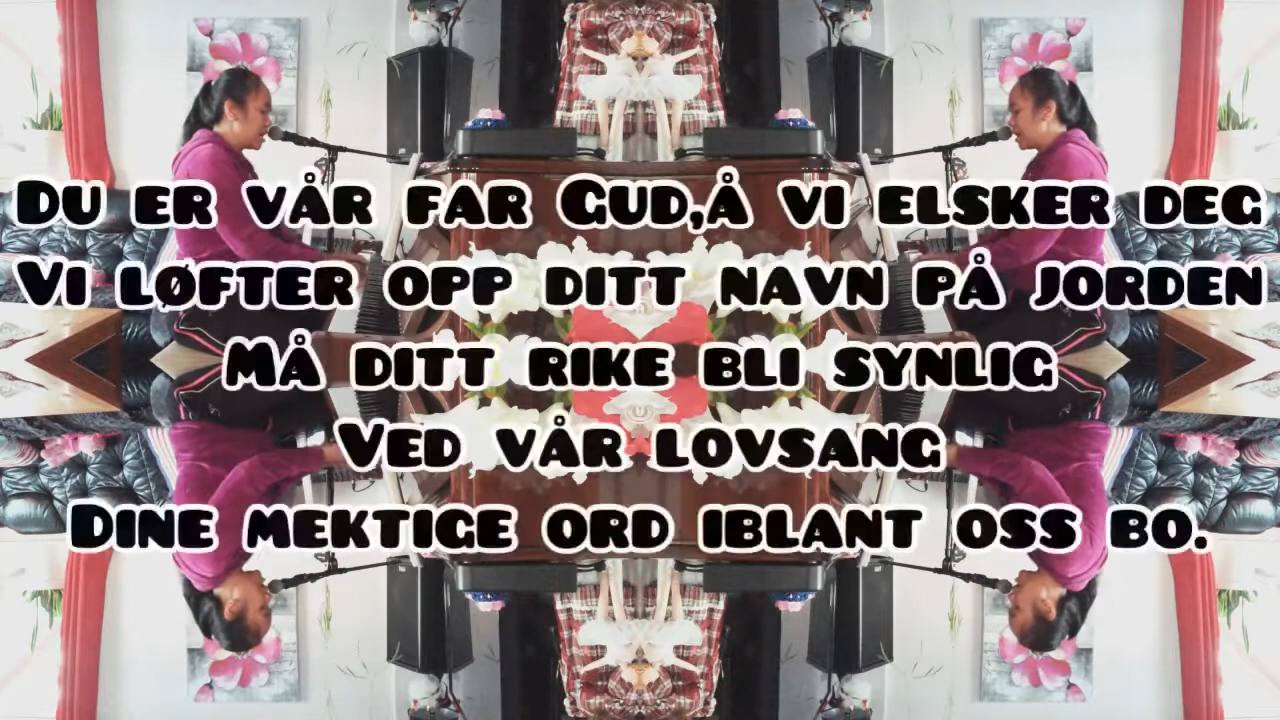 Du er vår far Gud,å vi elsker deg
Vi løfter opp ditt navn på jorden
Må ditt rike bli synlig
Ved vår lovsang
Dine mektige ord iblant oss bo.